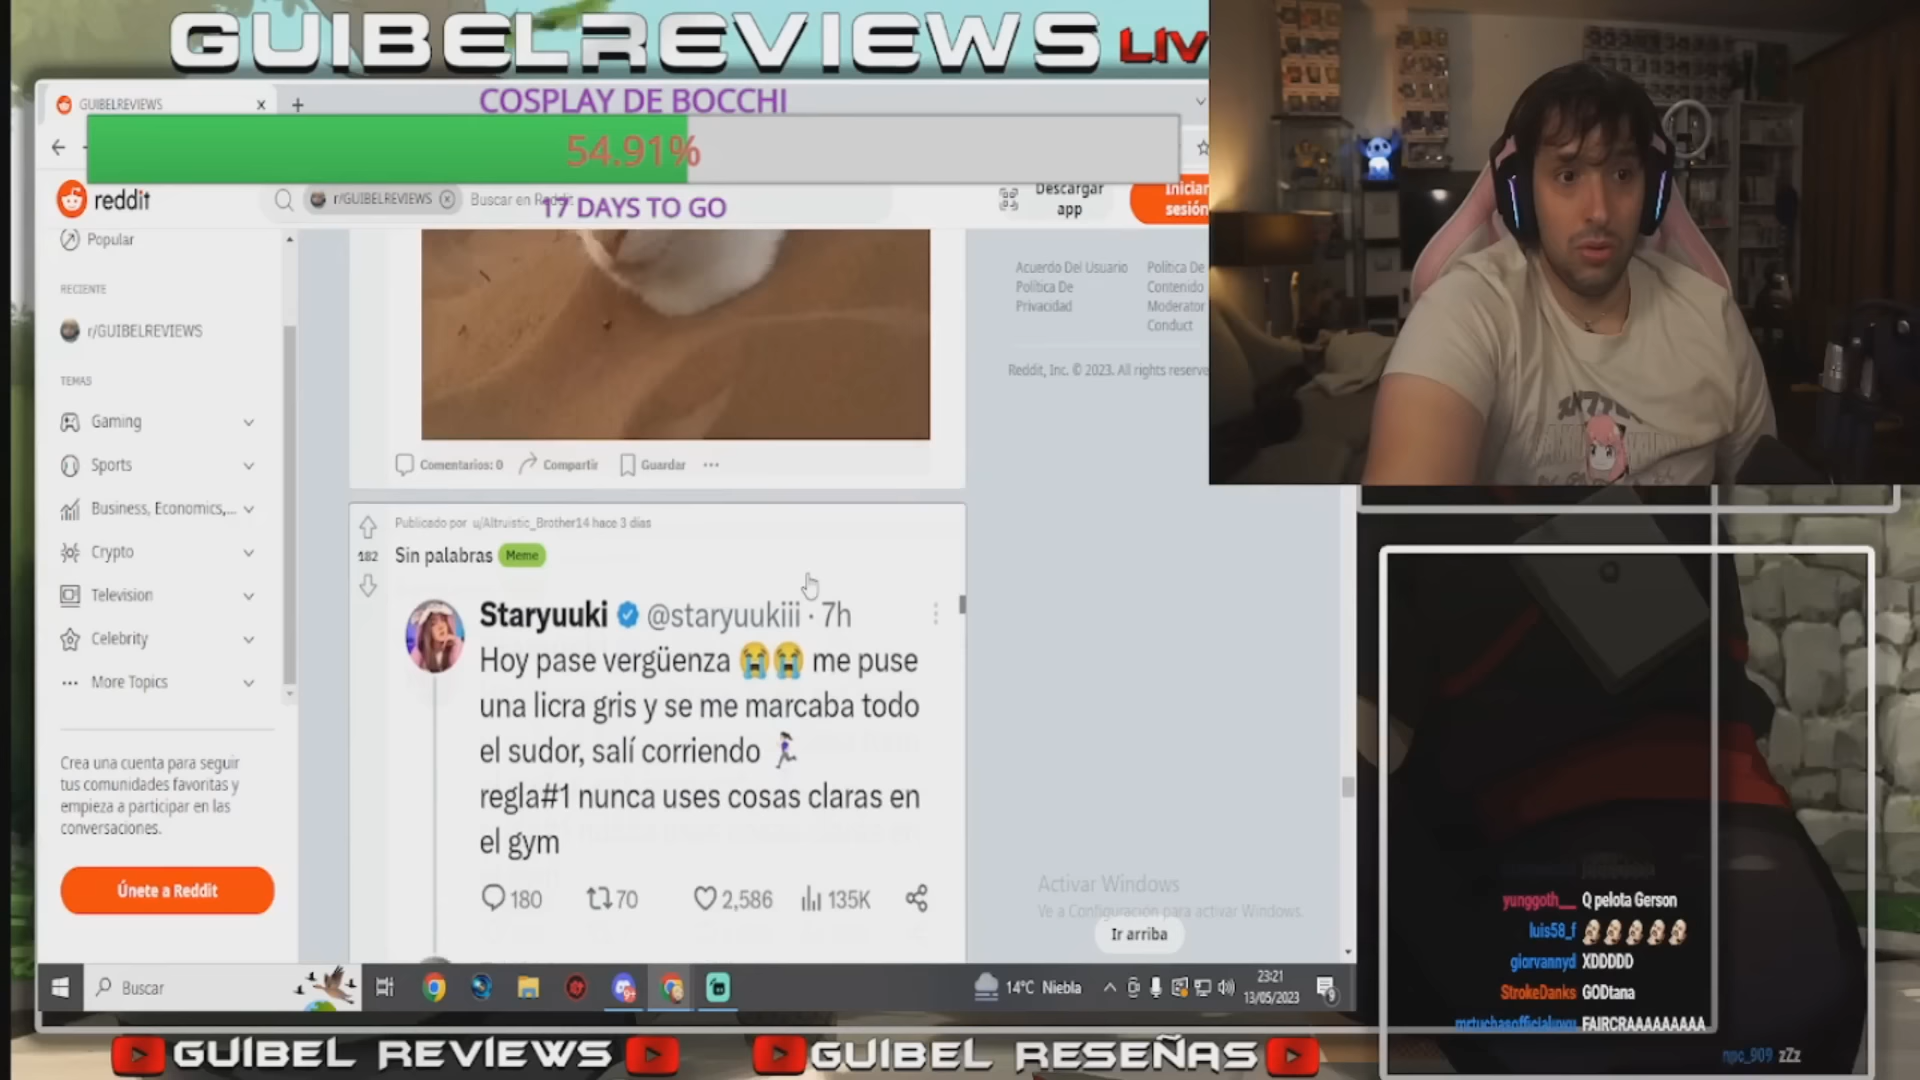 GUIBELREVIEWS LIV
GUIBELREVIEWS
COSPLAY DE BOCCHI
54.91%
17 DAYS TO GO
reddit
r/GUIBELREVIEWS
Buscar en Reddit
Descargar
app
Iniciar
sesión
Popular
RECIENTE
r/GUIBELREVIEWS
TEMAS
Gaming
Sports
Business, Economics,...
Crypto
Television
Celebrity
More Topics
Crea una cuenta para seguir
tus comunidades favoritas y
empieza a participar en las
conversaciones.
Únete a Reddit
Acuerdo Del Usuario
Política De
Privacidad
Política De
Contenido
Moderator
Conduct
Reddit, Inc. © 2023. All rights reserve
Comentarios: 0
Compartir
Guardar
Publicado por u/Altruistic_Brother14 hace 3 días
182
Sin palabras Meme
Staryuuki @staryuukiii · 7h
Hoy pase vergüenza 😭😭 me puse
una licra gris y se me marcaba todo
el sudor, salí corriendo 🏃‍♀️
regla#1 nunca uses cosas claras en
el gym
180
70
2,586
135K
Activar Windows
Ve a Configuración para activar Windows.
Ir arriba
Buscar
14°C Niebla
23:21
13/05/2023
9
yunggoth__ Q pelota Gerson
luis58_f
giorvannyd XDDDDD
StrokeDanks GODtana
FAIRCRAAAAAAAAA
npc_909 zZz
GUIBEL REVIEWS
GUIBEL RESEÑAS